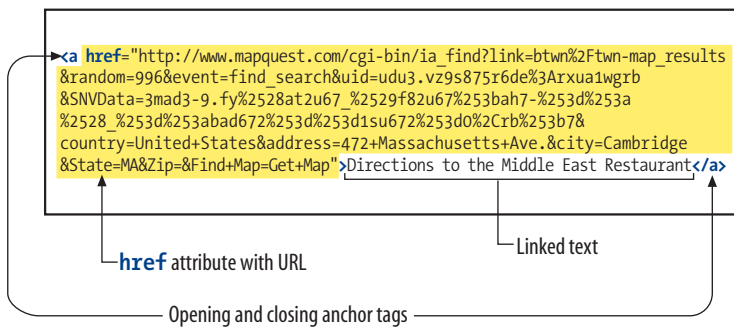 <a href="http://www.mapquest.com/cgi-bin/ia_find?link=btwn%2Ftwn-map_results
&random=996&event=find_search&uid=udu3.vz9s875r6de%3Arxua1wgrb
&SNVData=3mad3-9.fy%2528at2u67_%2529f82u67%253bah7-%253d%253a
%2528_%253d%253abad672%253d%253d1su672%253d0%2Crb%253b7&
country=United+States&address=472+Massachusetts+Ave.&city=Cambridge
&State=MA&Zip=&Find+Map=Get+Map">Directions to the Middle East Restaurant</a>
Linked text
href attribute with URL
Opening and closing anchor tags